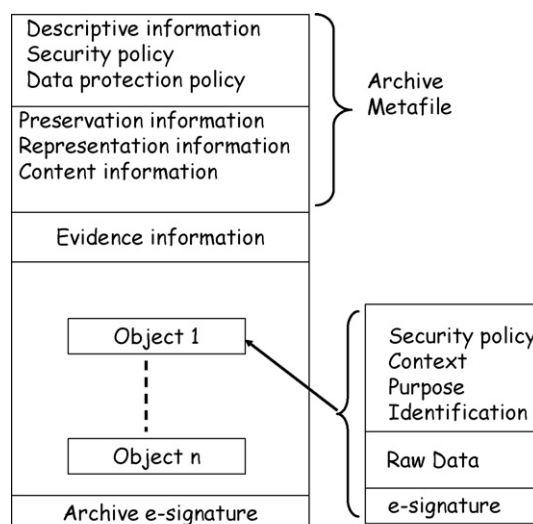 Descriptive information
Security policy
Data protection policy
Preservation information
Representation information
Content information
Archive
Metafile
Evidence information
Object 1
Object n
Archive e-signature
Security policy
Context
Purpose
Identification
Raw Data
e-signature